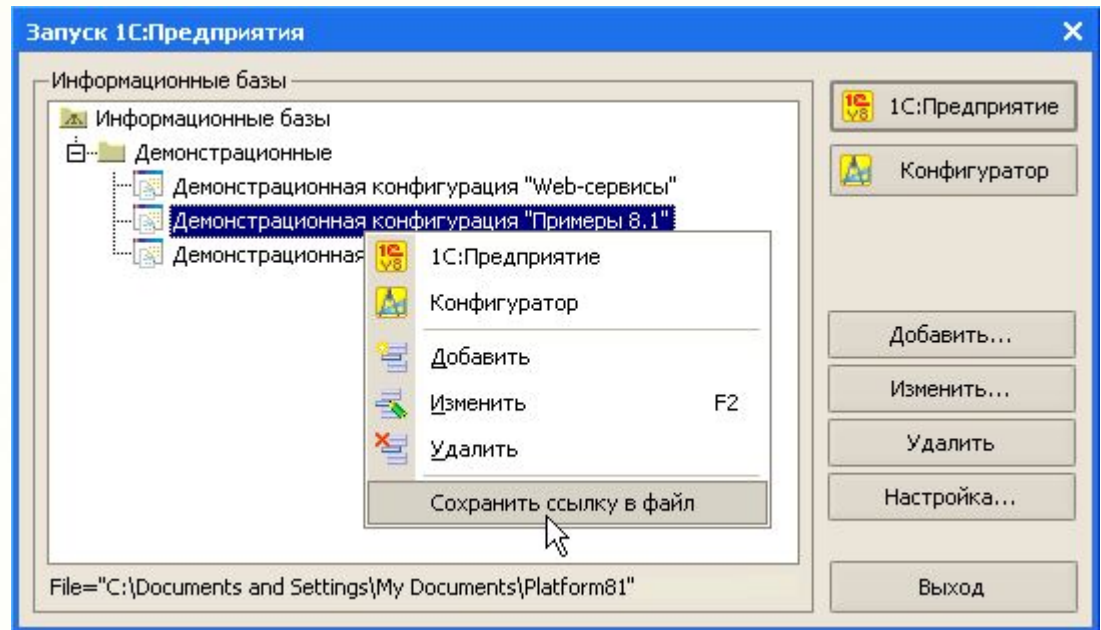 Запуск 1С:Предприятия
Информационные базы
Информационные базы
Демонстрационные
Демонстрационная конфигурация "Web-сервисы"
Демонстрационная конфигурация "Примеры 8.1"
Демонстрационная
1С:Предприятие
Конфигуратор
Добавить
Изменить F2
Удалить
Сохранить ссылку в файл
File="C:\Documents and Settings\My Documents\Platform81"
1С:Предприятие
Конфигуратор
Добавить...
Изменить...
Удалить
Настройка...
Выход